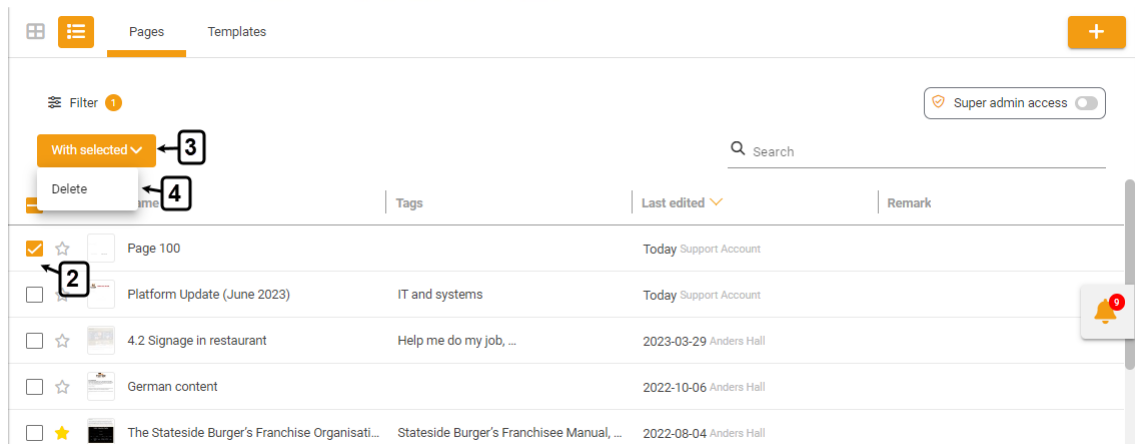 Pages Templates +
Filter 1
Super admin access
With selected 3
Search
Delete 4
ame Tags Last edited Remark
Page 100 Today Support Account
2
Platform Update (June 2023) IT and systems Today Support Account
9
4.2 Signage in restaurant Help me do my job, ... 2023-03-29 Anders Hall
German content 2022-10-06 Anders Hall
The Stateside Burger's Franchise Organisati... Stateside Burger's Franchisee Manual, ... 2022-08-04 Anders Hall